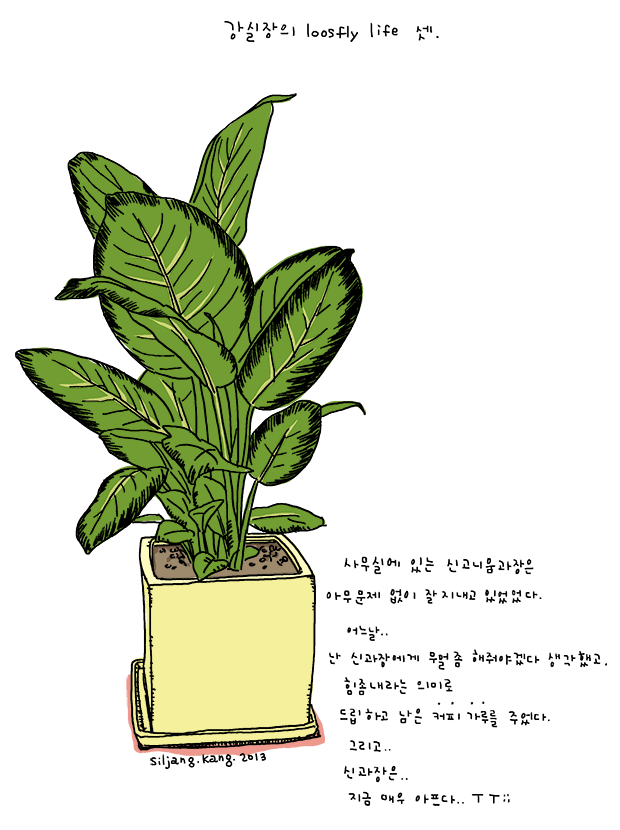 강실장의 loosfly life 셋.
사무실에 있는 신고니움과장은
아무문제 없이 잘지내고 있었었다.
어느날..
난 신과장에게 무얼좀 해줘야겠다 생각했고,
힘좀내라는 의미로
드립하고 남은 커피가루를 주었다.
그리고..
신과장은..
지금 매우 아프다.. ㅜㅜ;;
siljang.kang. 2013